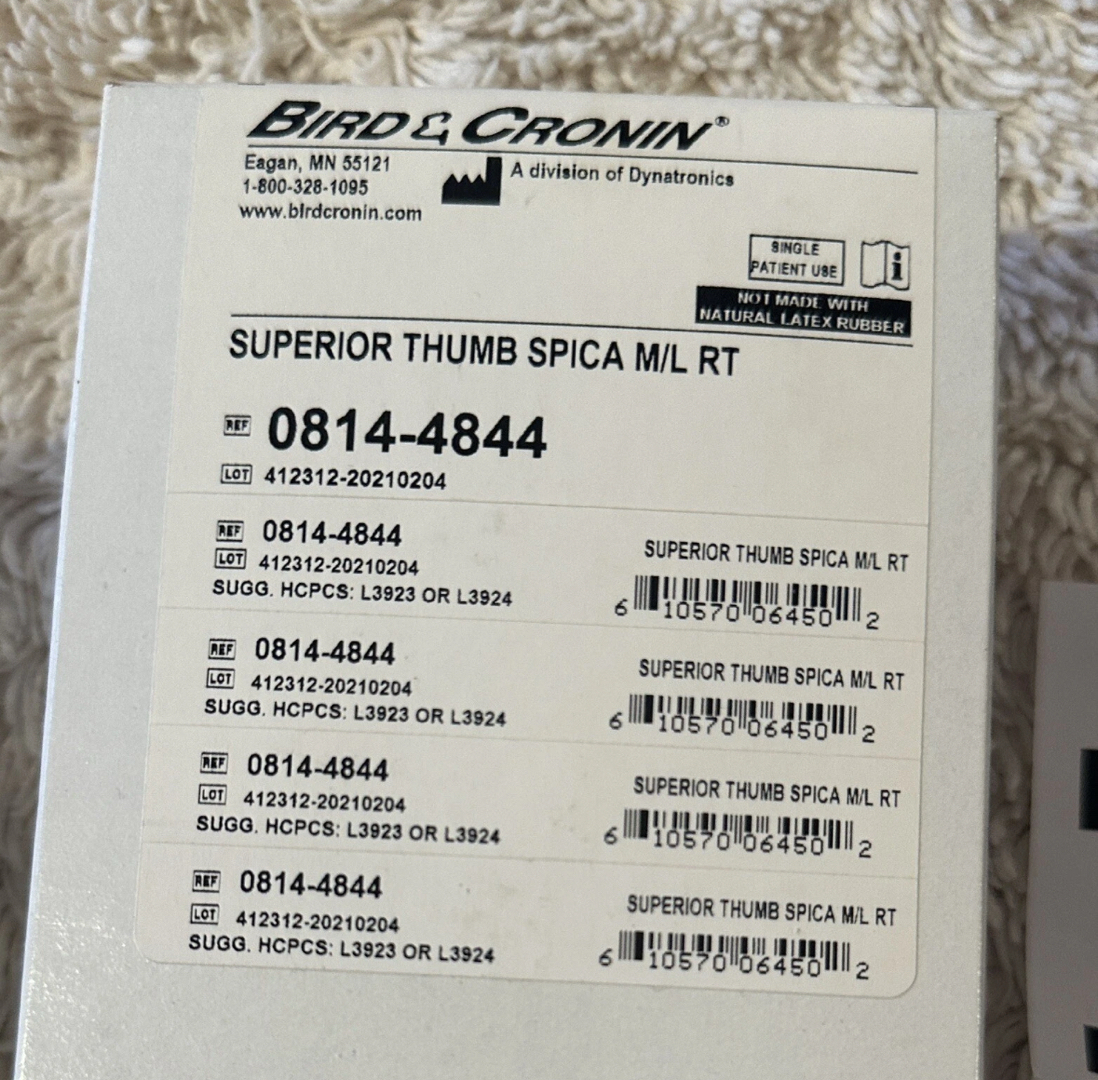 BIRD & CRONIN®
Eagan, MN 55121
1-800-328-1095
www.birdcronin.com
A division of Dynatronics
SINGLE
PATIENT USE
i
NOT MADE WITH
NATURAL LATEX RUBBER
SUPERIOR THUMB SPICA M/L RT
REF 0814-4844
LOT 412312-20210204
REF 0814-4844
LOT 412312-20210204
SUGG. HCPCS: L3923 OR L3924
SUPERIOR THUMB SPICA M/L RT
6 10570 06450 2
REF 0814-4844
LOT 412312-20210204
SUGG. HCPCS: L3923 OR L3924
SUPERIOR THUMB SPICA M/L RT
6 10570 06450 2
REF 0814-4844
LOT 412312-20210204
SUGG. HCPCS: L3923 OR L3924
SUPERIOR THUMB SPICA M/L RT
6 10570 06450 2
REF 0814-4844
LOT 412312-20210204
SUGG. HCPCS: L3923 OR L3924
SUPERIOR THUMB SPICA M/L RT
6 10570 06450 2